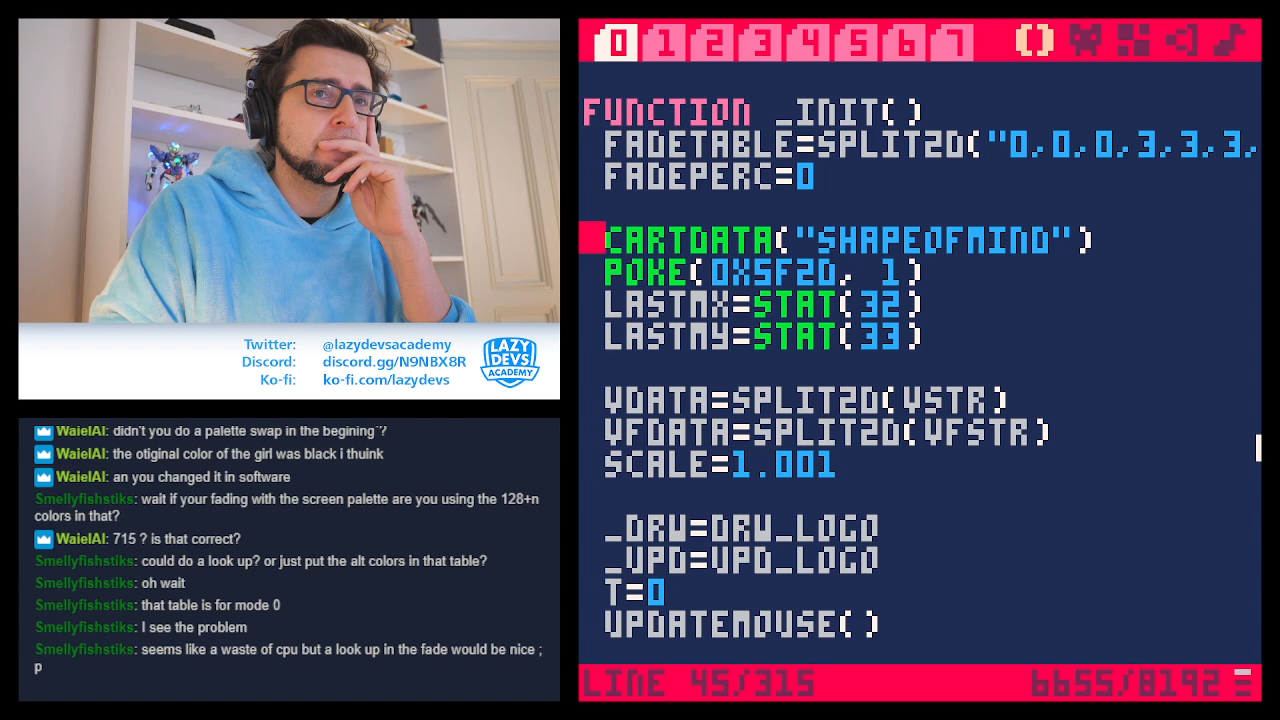 Twitter: @lazydevsacademy
Discord: discord.gg/N9NBX8R
Ko-fi: ko-fi.com/lazydevs
LAZY
DEVS
ACADEMY
WaielAI: didn't you do a palette swap in the begining¨?
WaielAI: the otiginal color of the girl was black i thuink
WaielAI: an you changed it in software
Smellyfishstiks: wait if your fading with the screen palette are you using the 128+n
colors in that?
WaielAI: 715 ? is that correct?
Smellyfishstiks: could do a look up? or just put the alt colors in that table?
Smellyfishstiks: oh wait
Smellyfishstiks: that table is for mode 0
Smellyfishstiks: I see the problem
Smellyfishstiks: seems like a waste of cpu but a look up in the fade would be nice ;
p
0 1 2 3 4 5 6 7 ()
FUNCTION _INIT()
FADETABLE=SPLIT2D("0,0,0,3,3,3,
FADEPERC=0
CARTDATA("SHAPEOFMIND")
POKE(0X5F2D, 1)
LASTMX=STAT(32)
LASTMY=STAT(33)
VDATA=SPLIT2D(VSTR)
VFDATA=SPLIT2D(VFSTR)
SCALE=1.001
_DRW=DRW_LOGO
_UPD=UPD_LOGO
T=0
UPDATEMOUSE()
LINE 45/315 6655/8192